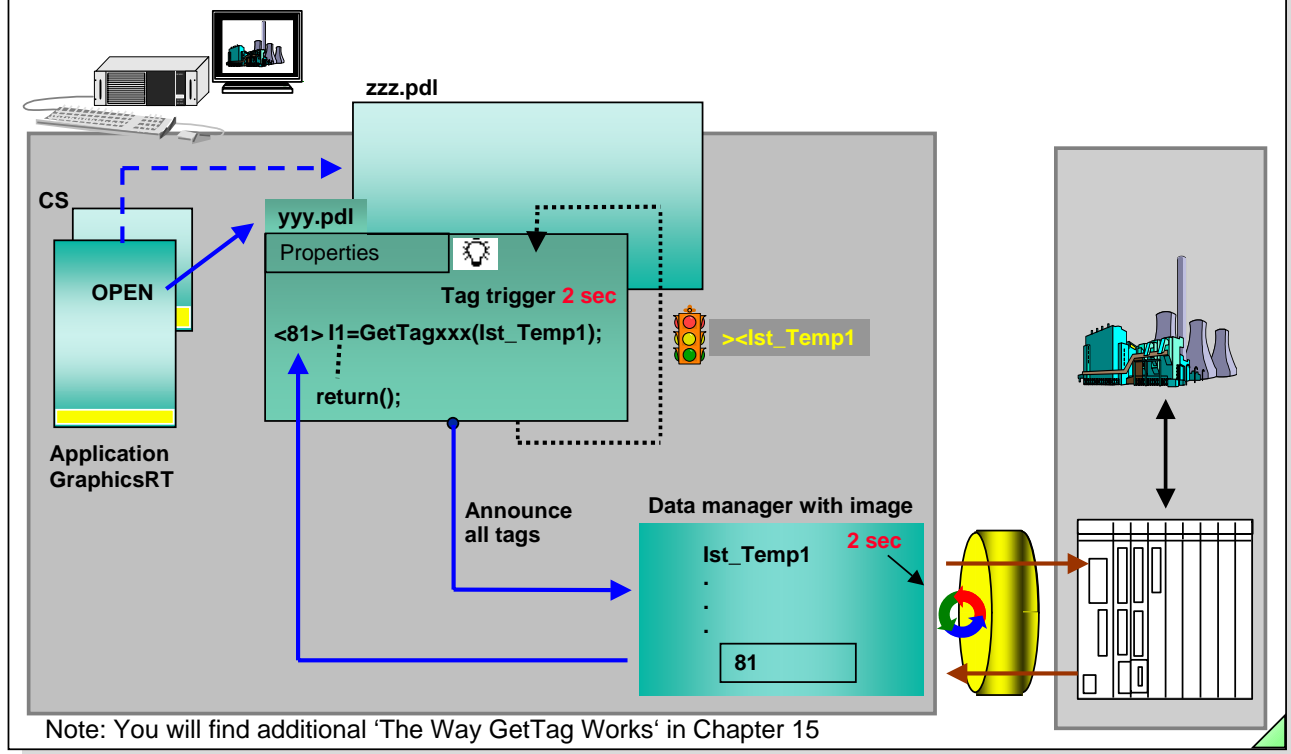 zzz.pdl
CS
yyy.pdl
Properties
OPEN
Tag trigger 2 sec
<81> I1=GetTagxxx(Ist_Temp1);
><Ist_Temp1
return();
Application
GraphicsRT
Announce
all tags
Data manager with image
2 sec
Ist_Temp1
.
.
.
81
Note: You will find additional ‘The Way GetTag Works‘ in Chapter 15